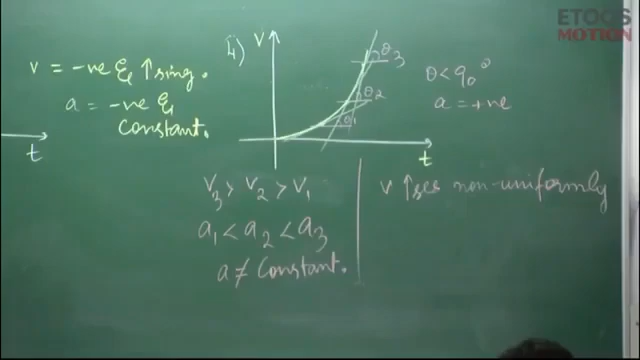 ETOOS
MOTION
v = -ve & ↑sing.
a = -ve &
constant.
t
4)
v
θ3
θ2
θ1
t
θ < 90°
a = +ve
v3 > v2 > v1
a1 < a2 < a3
a ≠ Constant.
v ↑ses non-uniformly